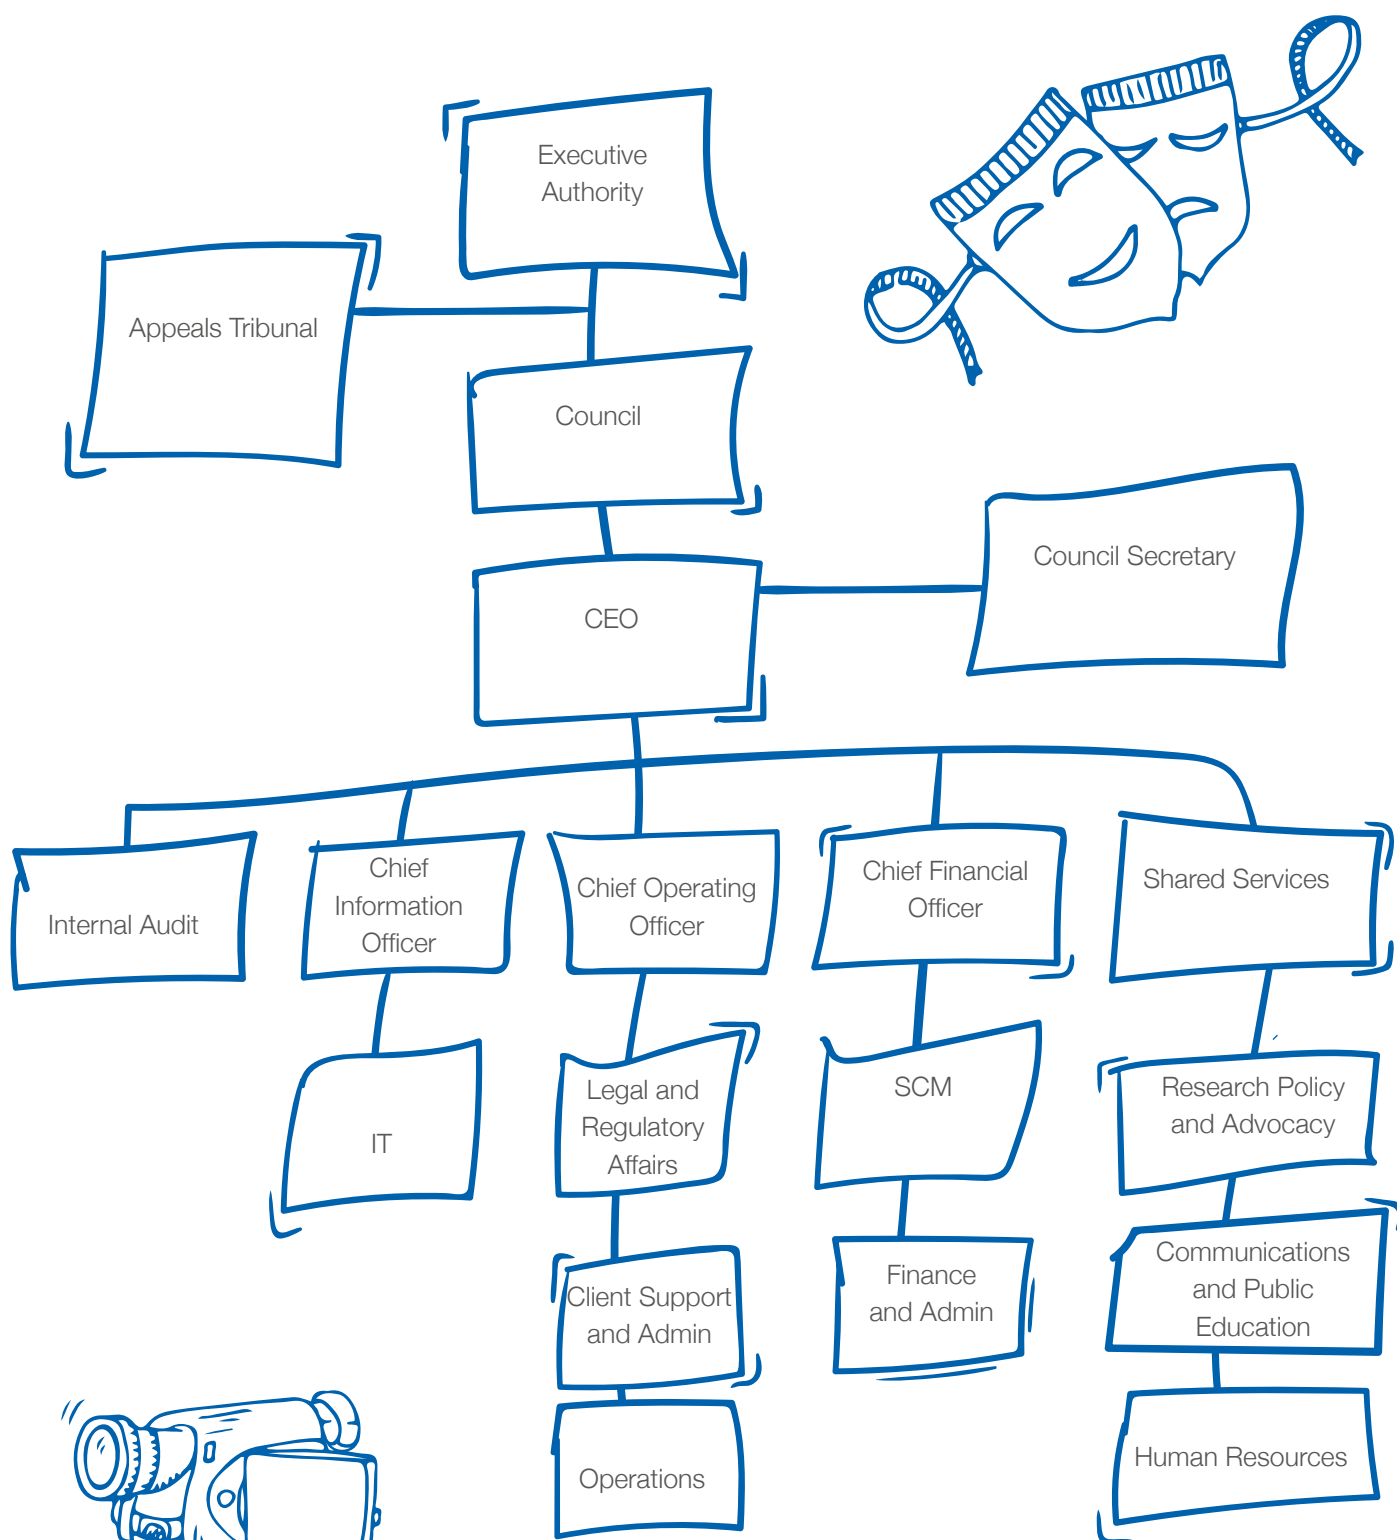 Executive
Authority
Appeals Tribunal
Council
Council Secretary
CEO
Internal Audit
Chief
Information
Officer
Chief Operating
Officer
Chief Financial
Officer
Shared Services
IT
Legal and
Regulatory
Affairs
SCM
Research Policy
and Advocacy
Client Support
and Admin
Finance
and Admin
Communications
and Public
Education
Operations
Human Resources